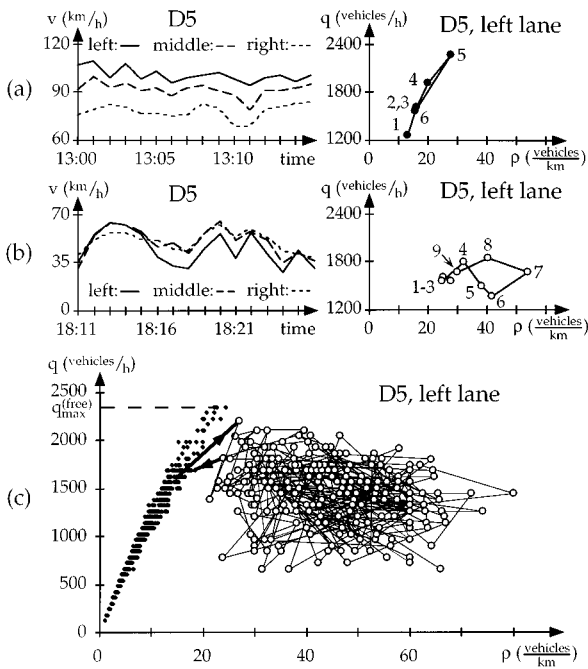 v (km/h) D5
left: middle: right:
120
90
60
13:00 13:05 13:10 time
(a)
q (vehicles/h) D5, left lane
2400
1800
1200
5
4
2,3
6
1
0 20 40 60 ρ (vehicles/km)
v (km/h) D5
70
35
0
left: middle: right:
18:11 18:16 18:21 time
(b)
q (vehicles/h) D5, left lane
2400
1800
1200
9 4 8
7
1-3
5
6
0 20 40 60 ρ (vehicles/km)
q (vehicles/h)
D5, left lane
2500
q(free)max
2000
1500
1000
500
0
(c)
0 20 40 60 80 ρ (vehicles/km)